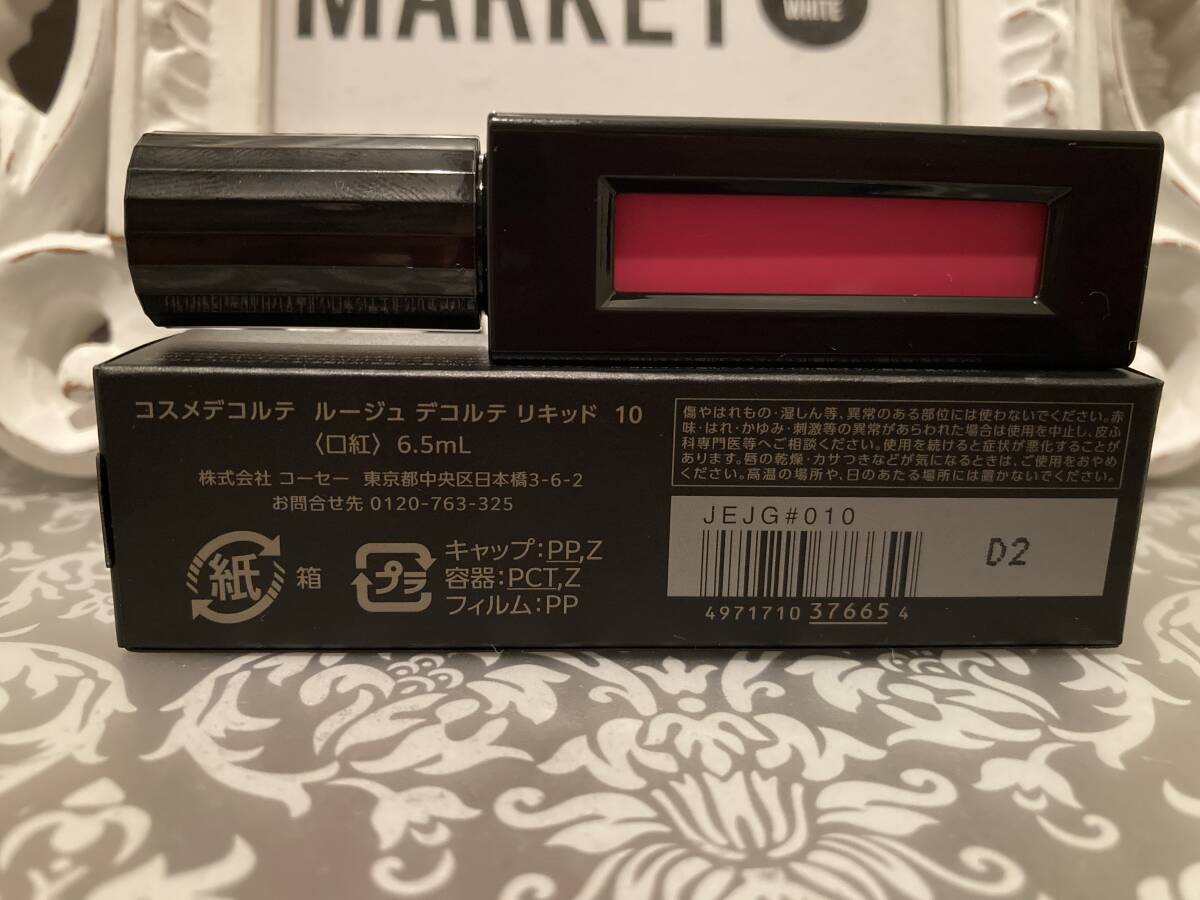 MARKET
WHITE
コスメデコルテ ルージュ デコルテ リキッド 10
〈口紅〉6.5mL
株式会社 コーセー 東京都中央区日本橋3-6-2
お問合せ先 0120-763-325
紙 箱
プラ
キャップ:PP,Z
容器:PCT,Z
フィルム:PP
傷やはれもの・湿しん等、異常のある部位には使わないでください。赤
味・はれ・かゆみ・刺激等の異常があらわれた場合は使用を中止し、皮ふ
科専門医等へご相談ください。使用を続けると症状が悪化することが
あります。唇の乾燥・カサつきなどが気になるときは、ご使用をおやめ
ください。高温の場所や、日のあたる場所には置かないでください。
JEJG#010
D2
4971710 37665 4